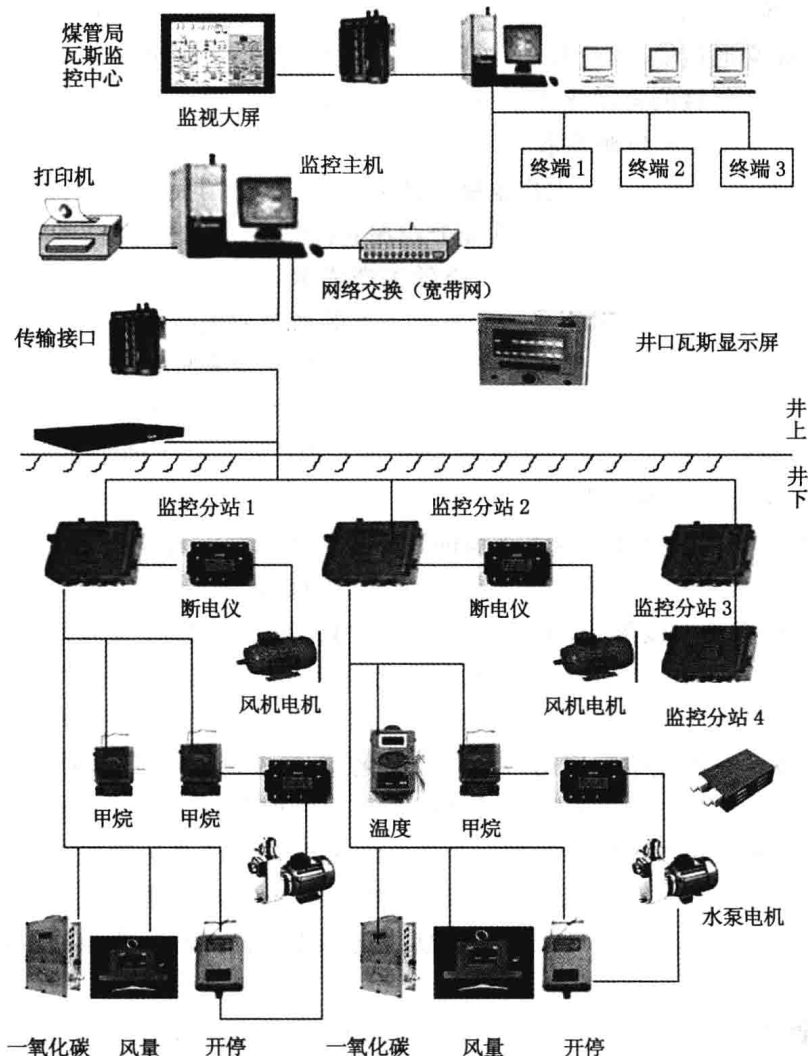 煤管局
瓦斯监
控中心
监视大屏
终端 1
终端 2
终端 3
打印机
监控主机
网络交换（宽带网）
传输接口
井口瓦斯显示屏
井
上
井
下
监控分站 1
监控分站 2
断电仪
断电仪
监控分站 3
风机电机
风机电机
监控分站 4
甲烷
甲烷
温度
甲烷
水泵电机
一氧化碳
风量
开停
一氧化碳
风量
开停